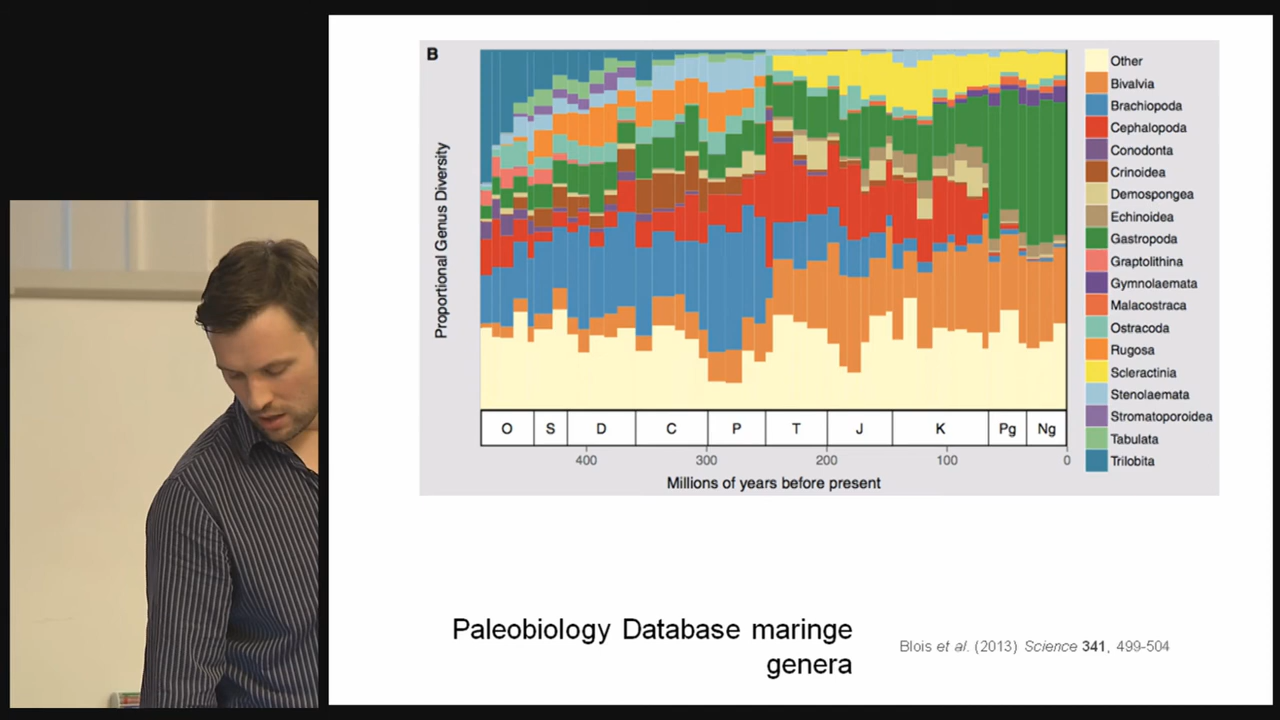 B
Proportional Genus Diversity
Other
Bivalvia
Brachiopoda
Cephalopoda
Conodonta
Crinoidea
Demospongea
Echinoidea
Gastropoda
Graptolithina
Gymnolaemata
Malacostraca
Ostracoda
Rugosa
Scleractinia
Stenolaemata
Stromatoporoidea
Tabulata
Trilobita
O S D C P T J K Pg Ng
400 300 200 100 0
Millions of years before present
Paleobiology Database maringe
genera
Blois et al. (2013) Science 341, 499-504